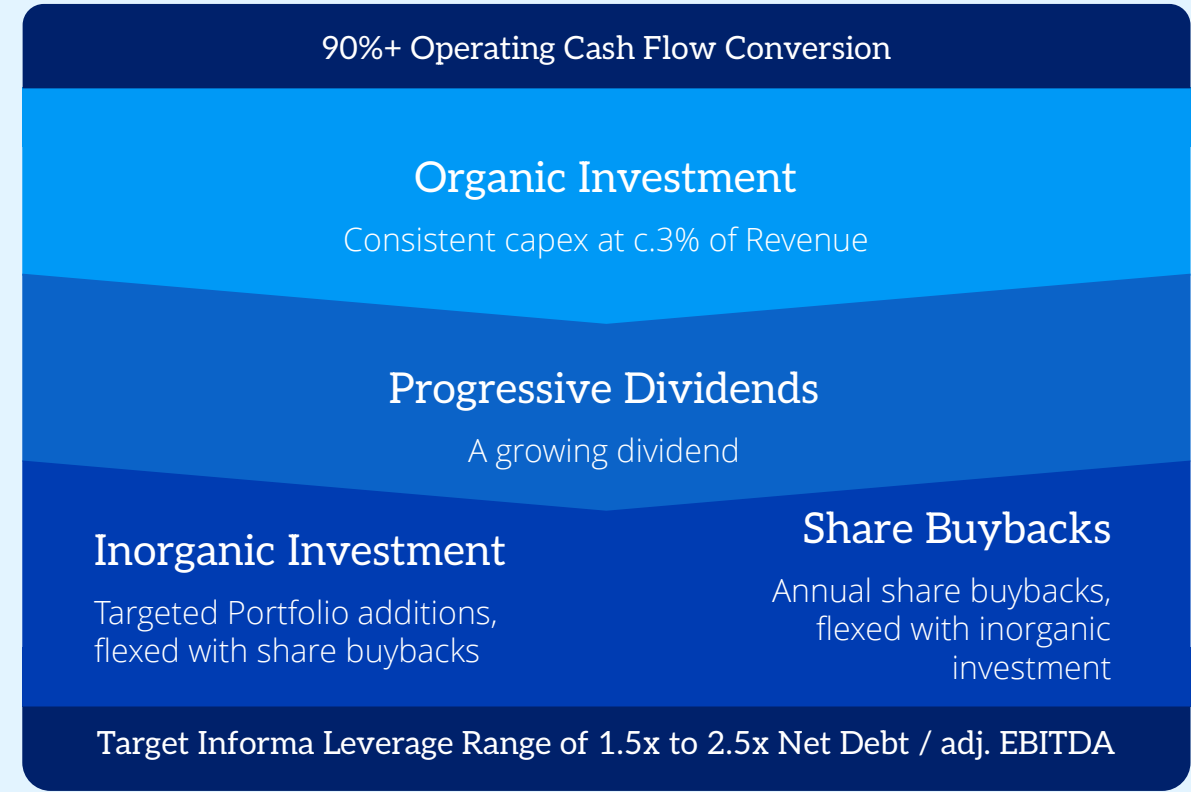 90%+ Operating Cash Flow Conversion
Organic Investment
Consistent capex at c.3% of Revenue
Progressive Dividends
A growing dividend
Inorganic Investment
Targeted Portfolio additions,
flexed with share buybacks
Share Buybacks
Annual share buybacks,
flexed with inorganic
investment
Target Informa Leverage Range of 1.5x to 2.5x Net Debt / adj. EBITDA